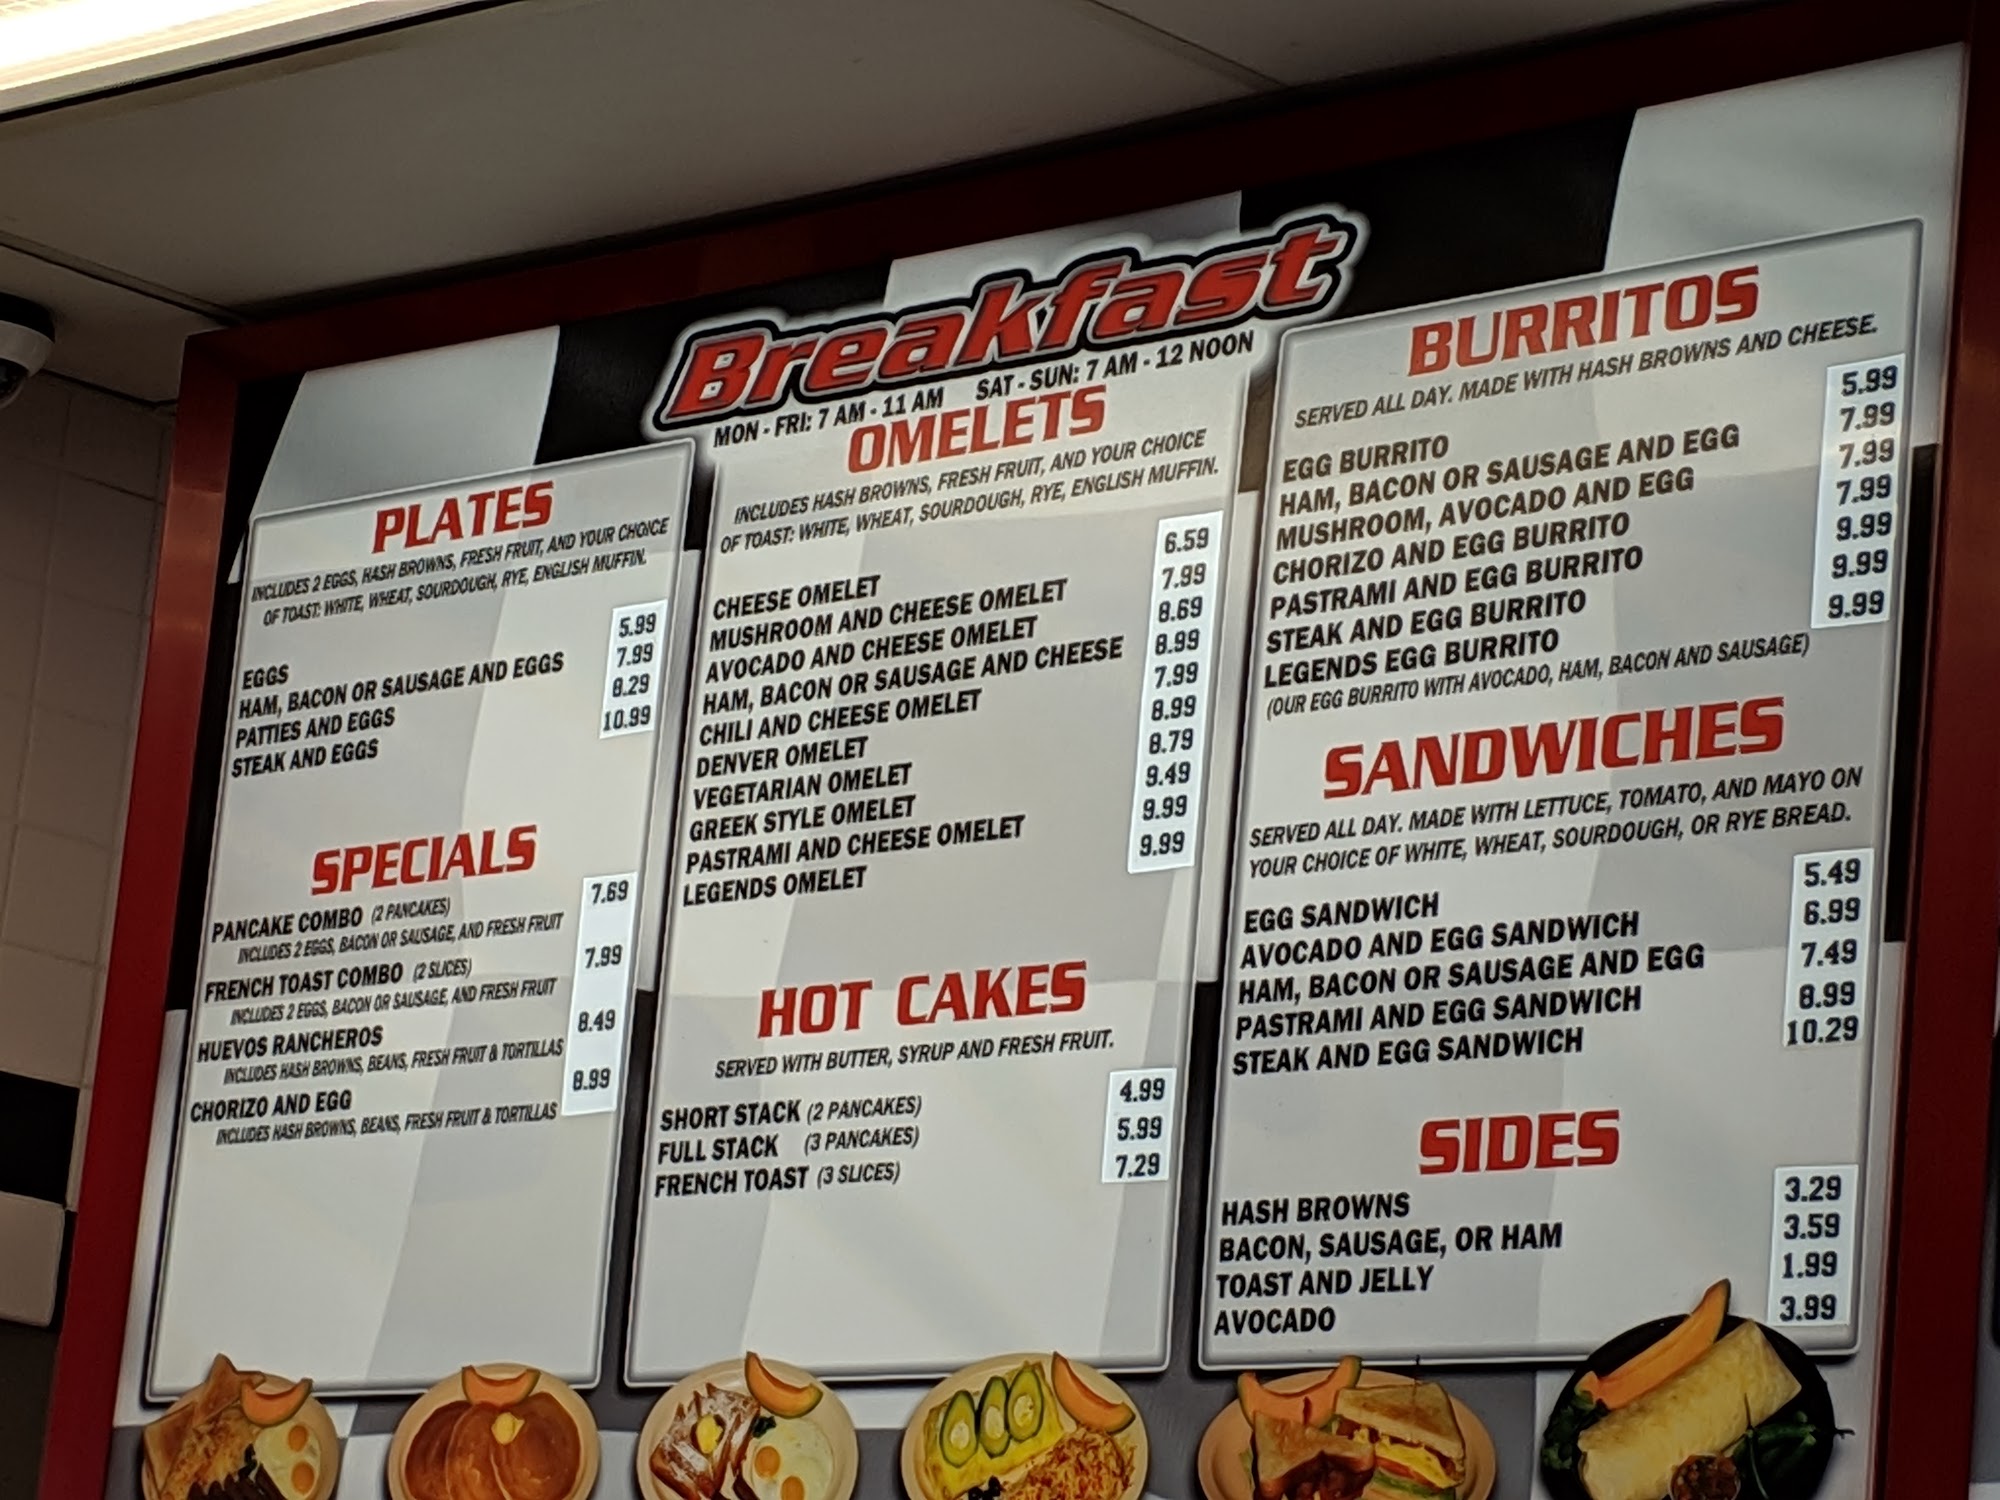 Breakfast
MON - FRI: 7 AM - 11 AM SAT - SUN: 7 AM - 12 NOON
PLATES
INCLUDES 2 EGGS, HASH BROWNS, FRESH FRUIT, AND YOUR CHOICE
OF TOAST: WHITE, WHEAT, SOURDOUGH, RYE, ENGLISH MUFFIN.
EGGS 5.99
HAM, BACON OR SAUSAGE AND EGGS 7.99
PATTIES AND EGGS 8.29
STEAK AND EGGS 10.99
SPECIALS
PANCAKE COMBO (2 PANCAKES) 7.69
INCLUDES 2 EGGS, BACON OR SAUSAGE, AND FRESH FRUIT
FRENCH TOAST COMBO (2 SLICES) 7.99
INCLUDES 2 EGGS, BACON OR SAUSAGE, AND FRESH FRUIT
HUEVOS RANCHEROS 8.49
INCLUDES HASH BROWNS, BEANS, FRESH FRUIT & TORTILLAS
CHORIZO AND EGG 8.99
INCLUDES HASH BROWNS, BEANS, FRESH FRUIT & TORTILLAS
OMELETS
INCLUDES HASH BROWNS, FRESH FRUIT, AND YOUR CHOICE
OF TOAST: WHITE, WHEAT, SOURDOUGH, RYE, ENGLISH MUFFIN.
CHEESE OMELET 6.59
MUSHROOM AND CHEESE OMELET 7.99
AVOCADO AND CHEESE OMELET 8.69
HAM, BACON OR SAUSAGE AND CHEESE 8.99
CHILI AND CHEESE OMELET 7.99
DENVER OMELET 8.99
VEGETARIAN OMELET 8.79
GREEK STYLE OMELET 9.49
PASTRAMI AND CHEESE OMELET 9.99
LEGENDS OMELET 9.99
HOT CAKES
SERVED WITH BUTTER, SYRUP AND FRESH FRUIT.
SHORT STACK (2 PANCAKES) 4.99
FULL STACK (3 PANCAKES) 5.99
FRENCH TOAST (3 SLICES) 7.29
BURRITOS
SERVED ALL DAY. MADE WITH HASH BROWNS AND CHEESE.
EGG BURRITO 5.99
HAM, BACON OR SAUSAGE AND EGG 7.99
MUSHROOM, AVOCADO AND EGG 7.99
CHORIZO AND EGG BURRITO 7.99
PASTRAMI AND EGG BURRITO 9.99
STEAK AND EGG BURRITO 9.99
LEGENDS EGG BURRITO 9.99
(OUR EGG BURRITO WITH AVOCADO, HAM, BACON AND SAUSAGE)
SANDWICHES
SERVED ALL DAY. MADE WITH LETTUCE, TOMATO, AND MAYO ON
YOUR CHOICE OF WHITE, WHEAT, SOURDOUGH, OR RYE BREAD.
EGG SANDWICH 5.49
AVOCADO AND EGG SANDWICH 6.99
HAM, BACON OR SAUSAGE AND EGG 7.49
PASTRAMI AND EGG SANDWICH 8.99
STEAK AND EGG SANDWICH 10.29
SIDES
HASH BROWNS 3.29
BACON, SAUSAGE, OR HAM 3.59
TOAST AND JELLY 1.99
AVOCADO 3.99